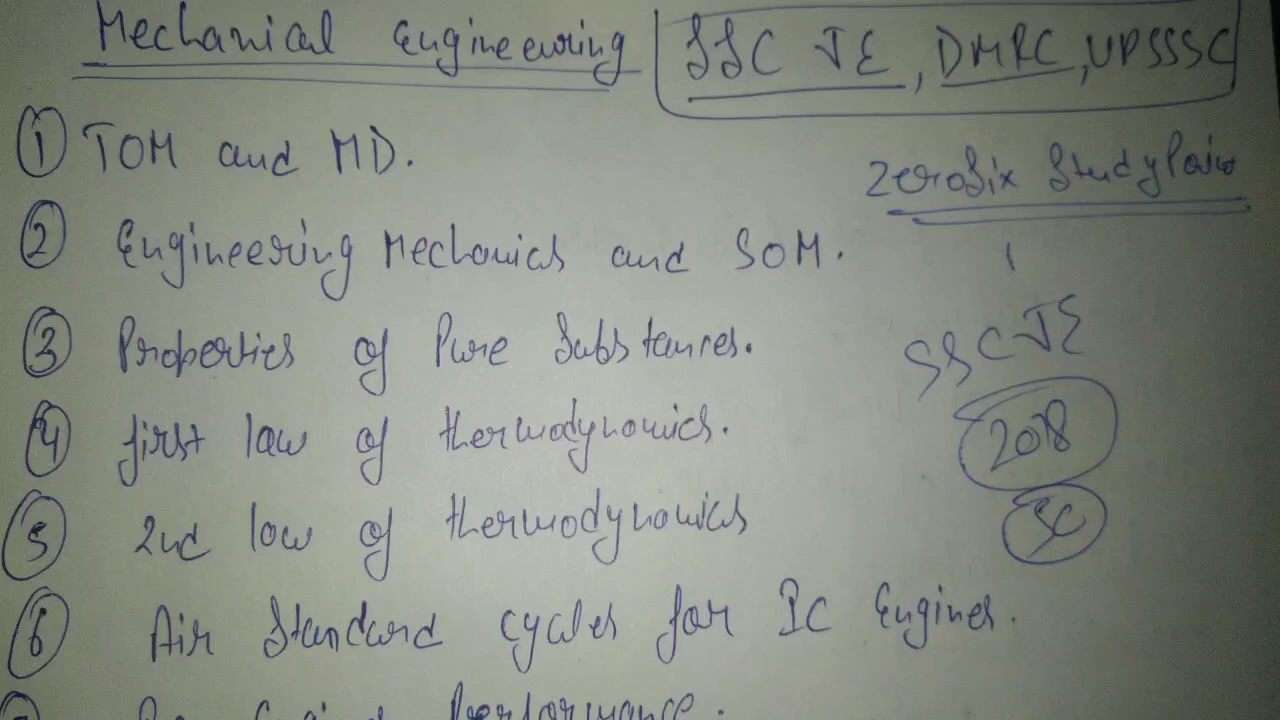 Mechanical Engineering
SSC JE, DMRC, UPSSSC
① TOM and MD.
ZeroSix StudyPoint
② Engineering Mechanics and SOM.
③ Properties of Pure Substances.
SSC JE
④ first law of thermodynamics.
2018
⑤ 2nd law of thermodynamics
⑥ Air Standard cycles for IC Engines.
Performance.